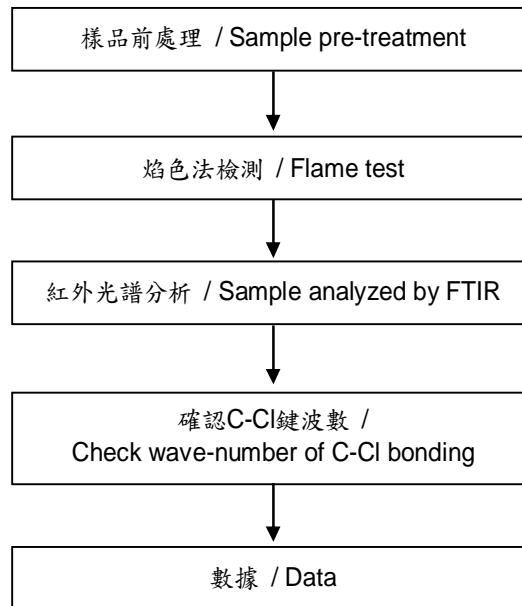 樣品前處理 / Sample pre-treatment
焰色法檢測 / Flame test
紅外光譜分析 / Sample analyzed by FTIR
確認C-Cl鍵波數 /
Check wave-number of C-Cl bonding
數據 / Data